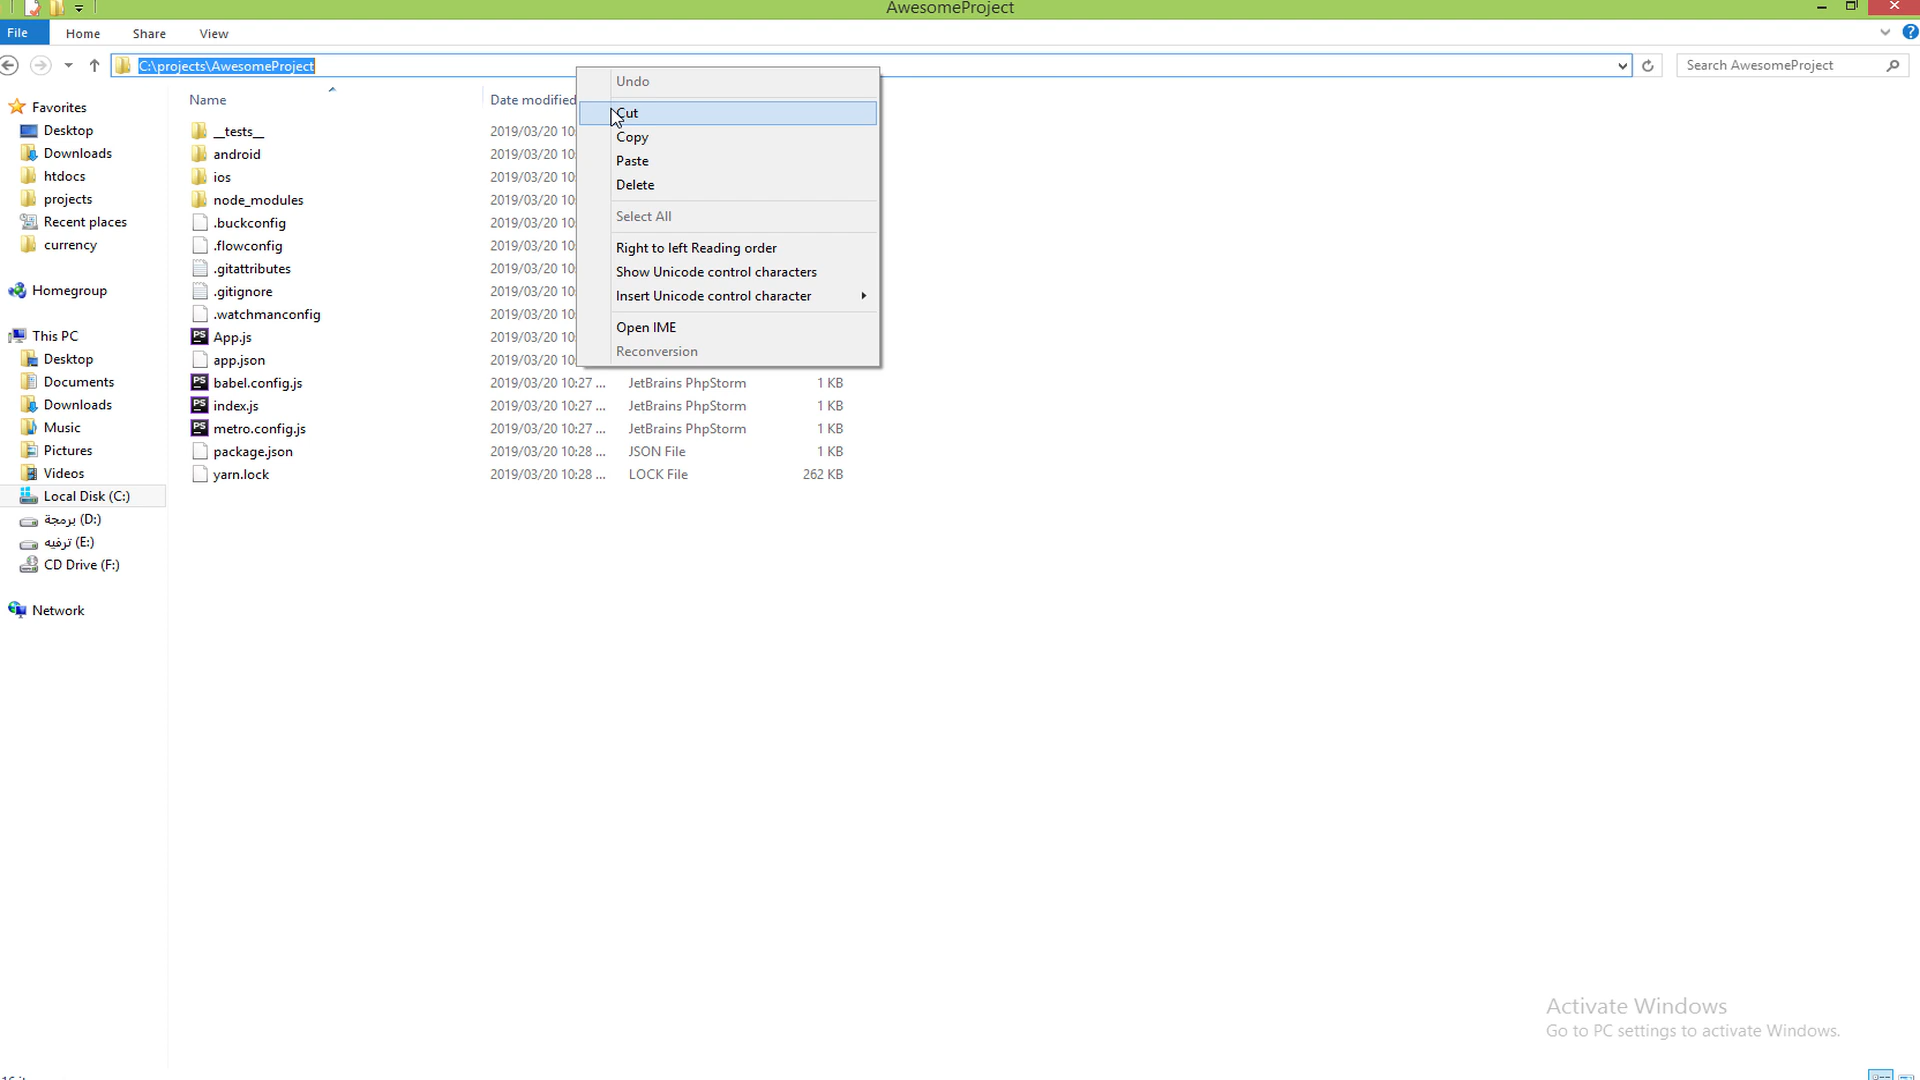 AwesomeProject
File Home Share View
C:\projects\AwesomeProject Search AwesomeProject
Name Date modified
Favorites
Desktop
Downloads
htdocs
projects
Recent places
currency
Homegroup
This PC
Desktop
Documents
Downloads
Music
Pictures
Videos
Local Disk (C:)
برمجة (D:)
ترفيه (E:)
CD Drive (F:)
Network
__tests__ 2019/03/20 10:
android 2019/03/20 10:
ios 2019/03/20 10:
node_modules 2019/03/20 10:
.buckconfig 2019/03/20 10:
.flowconfig 2019/03/20 10:
.gitattributes 2019/03/20 10:
.gitignore 2019/03/20 10:
.watchmanconfig 2019/03/20 10:
PS App.js 2019/03/20 10:
app.json 2019/03/20 10:
PS babel.config.js 2019/03/20 10:27 ... JetBrains PhpStorm 1 KB
PS index.js 2019/03/20 10:27 ... JetBrains PhpStorm 1 KB
PS metro.config.js 2019/03/20 10:27 ... JetBrains PhpStorm 1 KB
package.json 2019/03/20 10:28 ... JSON File 1 KB
yarn.lock 2019/03/20 10:28 ... LOCK File 262 KB
Undo
Cut
Copy
Paste
Delete
Select All
Right to left Reading order
Show Unicode control characters
Insert Unicode control character
Open IME
Reconversion
Activate Windows
Go to PC settings to activate Windows.